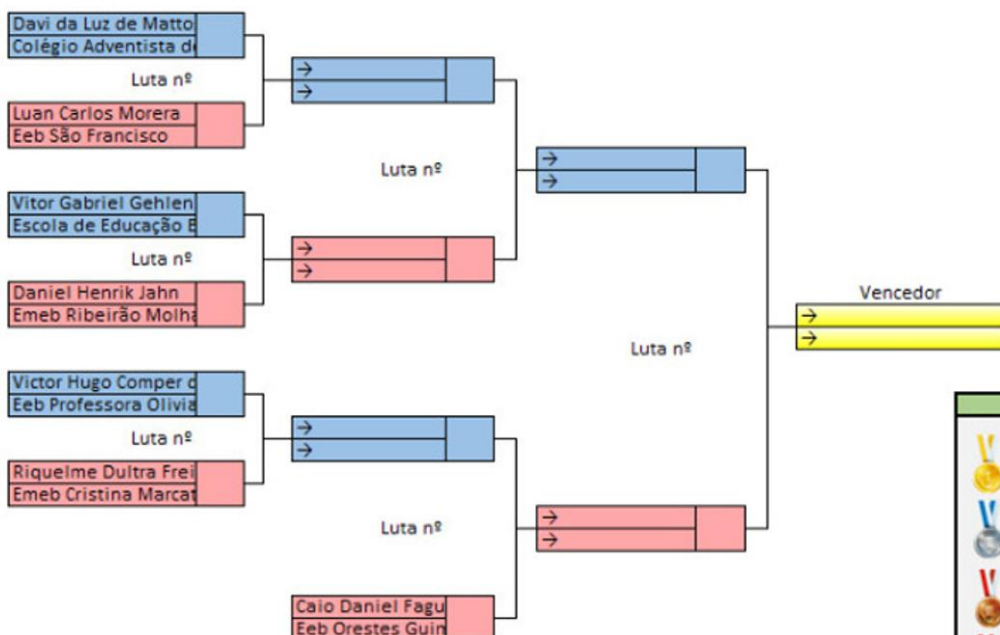 Davi da Luz de Matto
Colégio Adventista d
Luta nº
Luan Carlos Morera
Eeb São Francisco
Luta nº
Vitor Gabriel Gehlen
Escola de Educação E
Luta nº
Daniel Henrik Jahn
Emeb Ribeirão Molha
Vencedor
Luta nº
Victor Hugo Comper d
Eeb Professora Olivia
Luta nº
Riquelme Dultra Frei
Emeb Cristina Marcat
Luta nº
Caio Daniel Fagu
Eeb Orestes Guin